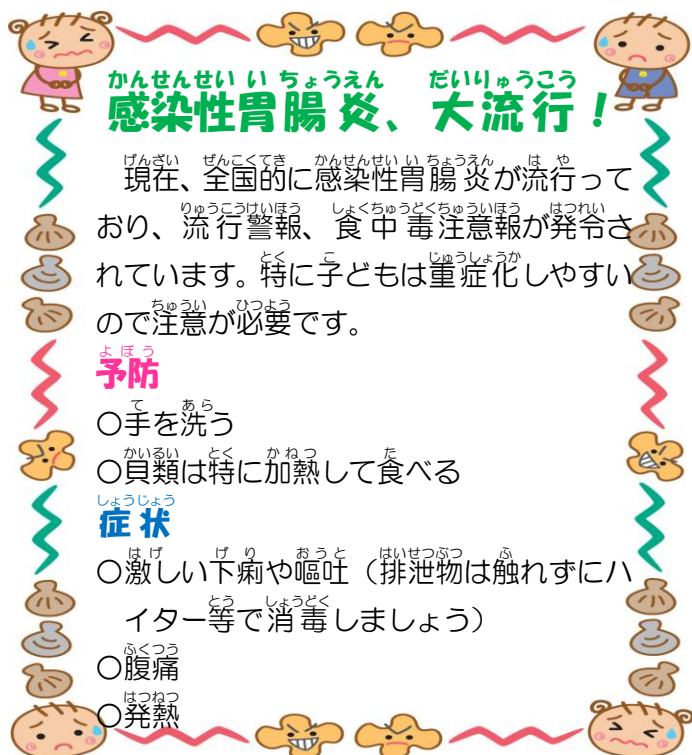 感染性胃腸炎、大流行！
現在、全国的に感染性胃腸炎が流行って
おり、流行警報、食中毒注意報が発令さ
れています。特に子どもは重症化しやすい
ので注意が必要です。
予防
〇手を洗う
〇貝類は特に加熱して食べる
症状
〇激しい下痢や嘔吐（排泄物は触れずにハ
イター等で消毒しましょう）
〇腹痛
〇発熱